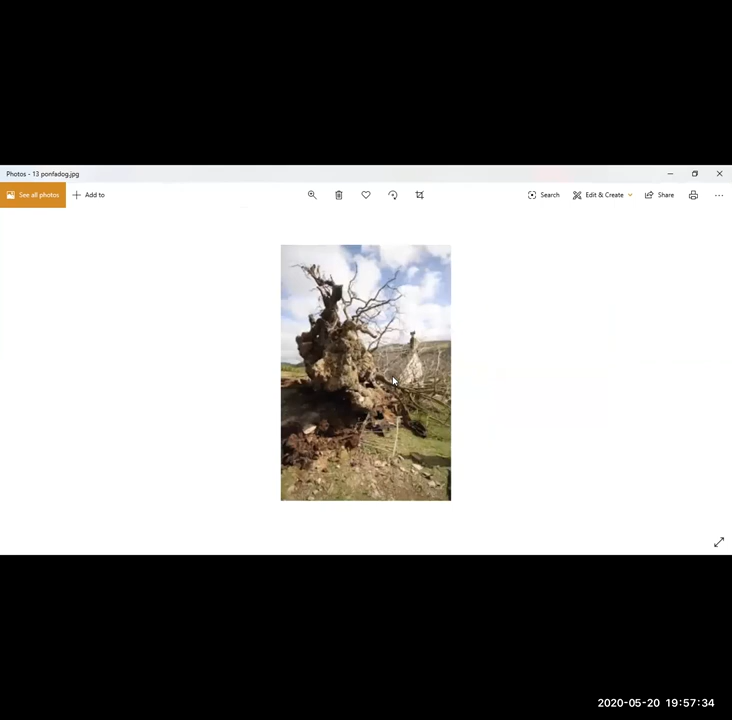 Photos - 13 ponfadog.jpg
See all photos
Add to
Search
Edit & Create
Share
2020-05-20 19:57:34